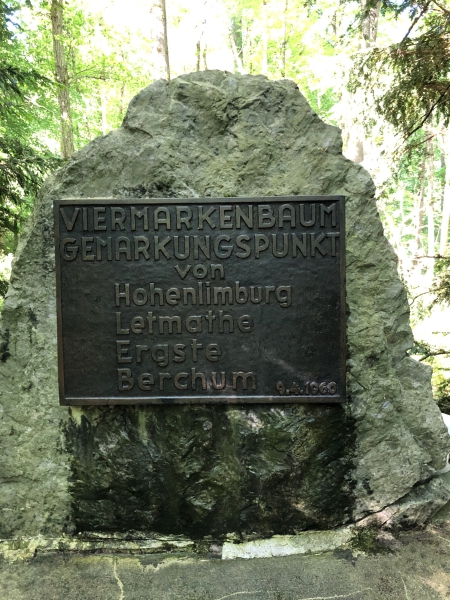 VIERMARKENBAUM
GEMARKUNGSPUNKT
von
Hohenlimburg
Letmathe
Ergste
Berchum